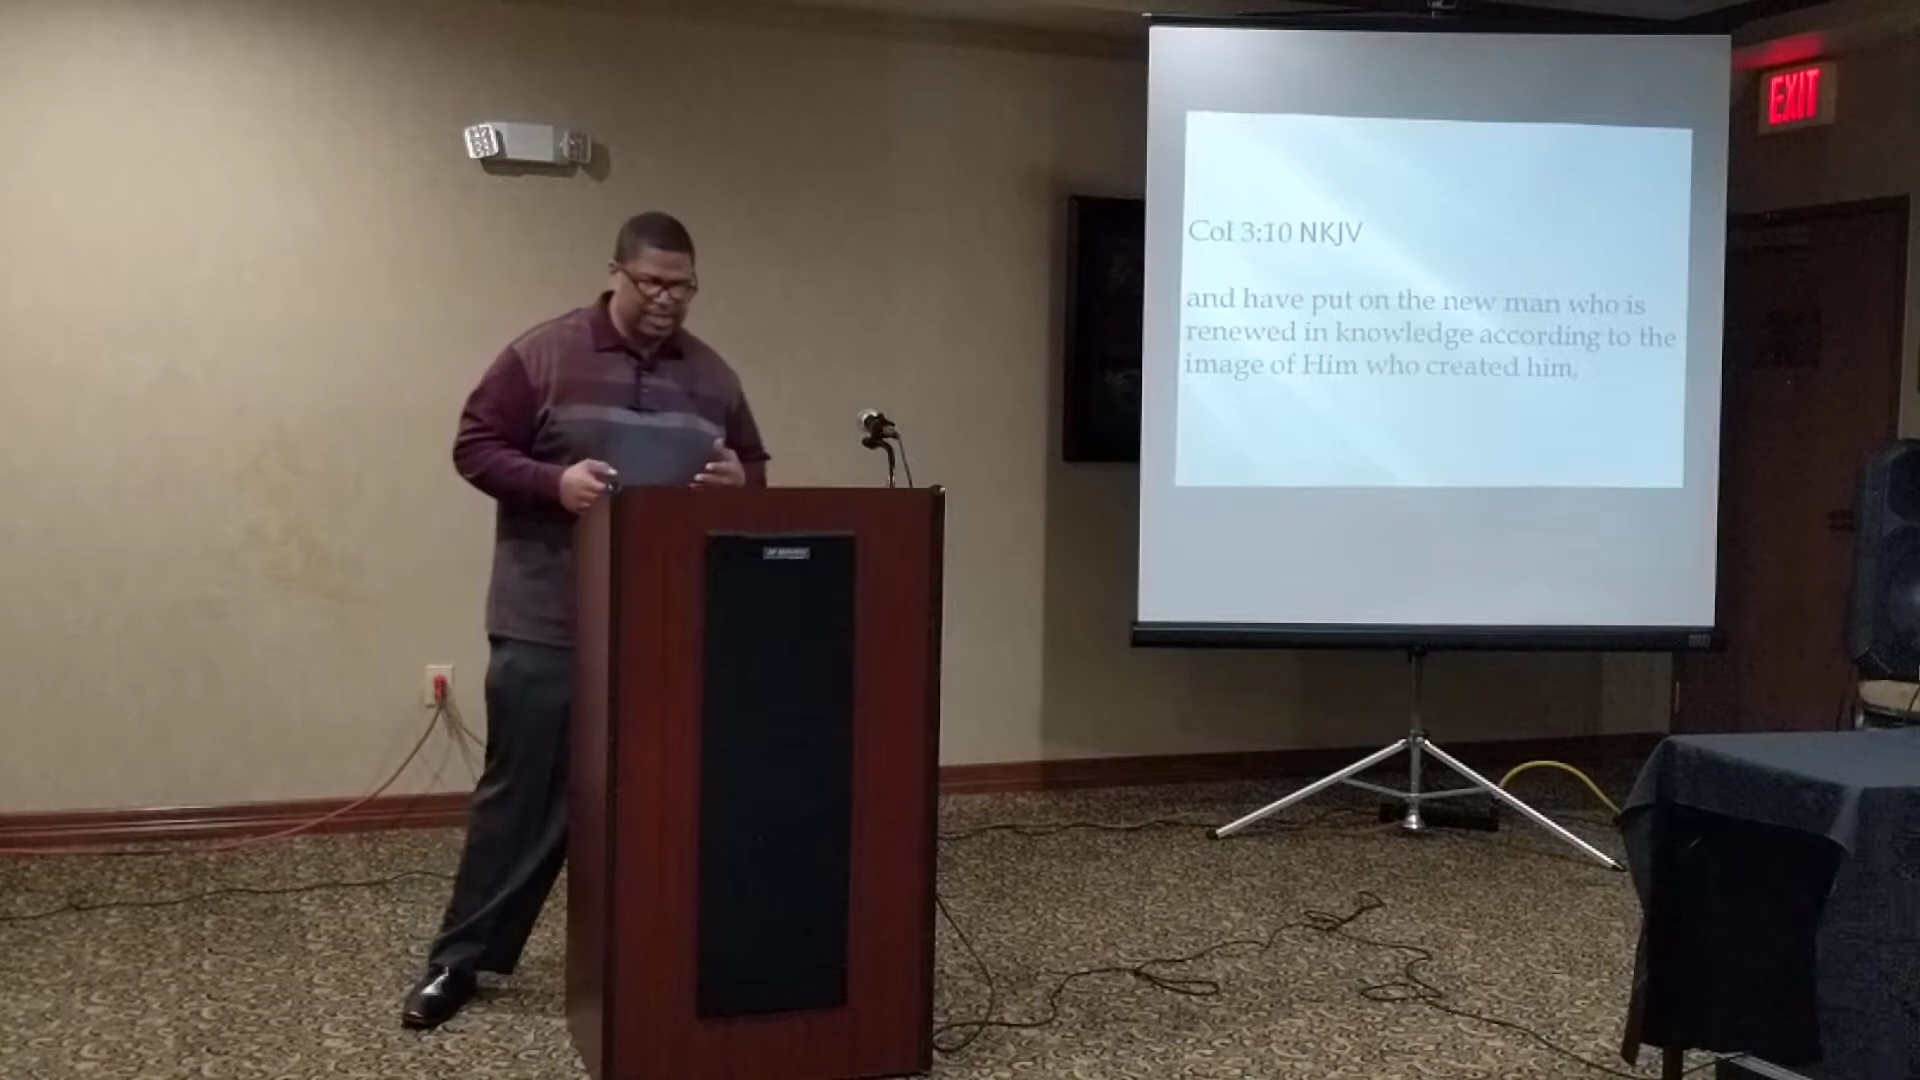 EXIT
Col 3:10 NKJV
and have put on the new man who is
renewed in knowledge according to the
image of Him who created him,